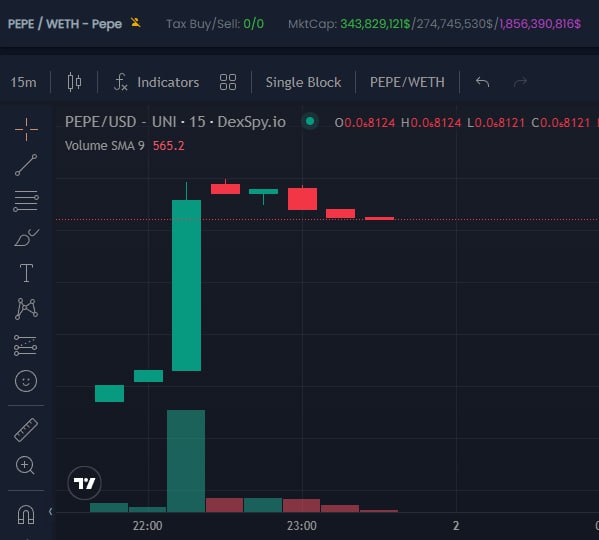 PEPE / WETH - Pepe Tax Buy/Sell: 0/0 MktCap: 343,829,121$/274,745,530$/1,856,390,816$
15m Indicators Single Block PEPE/WETH
PEPE/USD - UNI · 15 · DexSpy.io O0.0₆8124 H0.0₆8124 L0.0₆8121 C0.0₆8121
Volume SMA 9 565.2
22:00 23:00 2